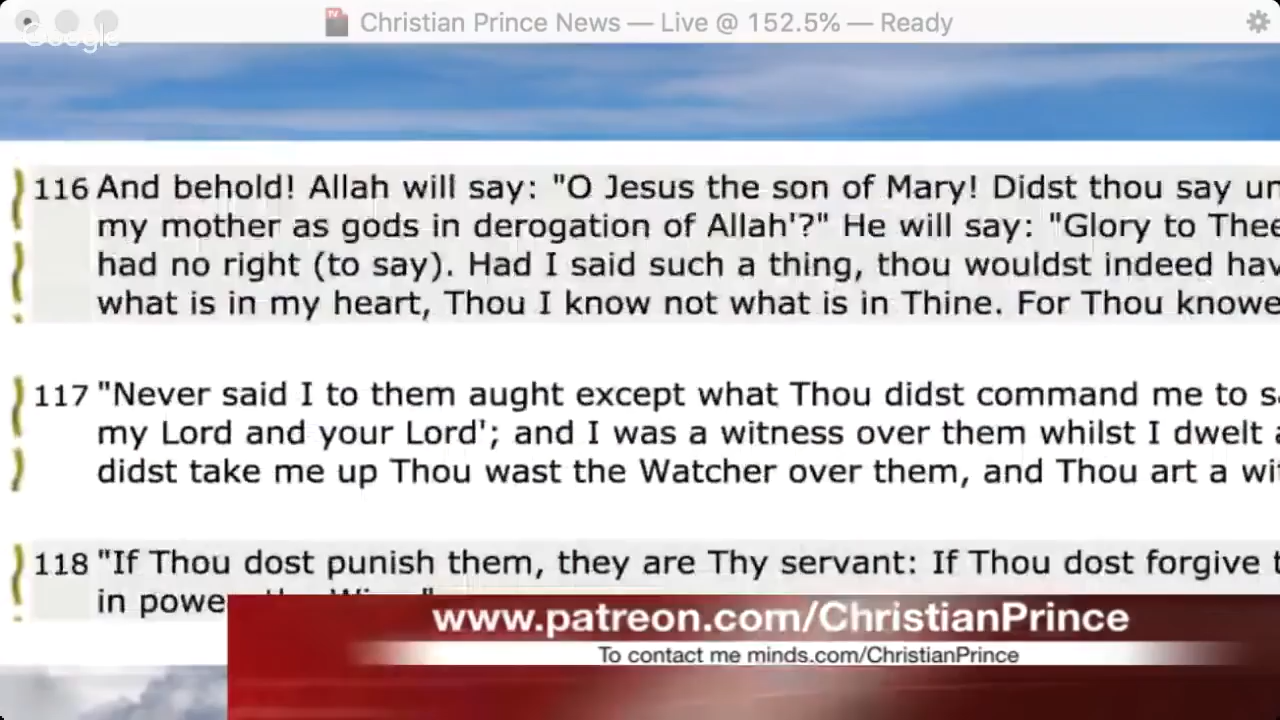 Christian Prince News — Live @ 152.5% — Ready
Google
116 And behold! Allah will say: "O Jesus the son of Mary! Didst thou say un
my mother as gods in derogation of Allah'?" He will say: "Glory to Thee
had no right (to say). Had I said such a thing, thou wouldst indeed hav
what is in my heart, Thou I know not what is in Thine. For Thou knowe
117 "Never said I to them aught except what Thou didst command me to sa
my Lord and your Lord'; and I was a witness over them whilst I dwelt a
didst take me up Thou wast the Watcher over them, and Thou art a wit
118 "If Thou dost punish them, they are Thy servant: If Thou dost forgive t
in powe
www.patreon.com/ChristianPrince
To contact me minds.com/ChristianPrince